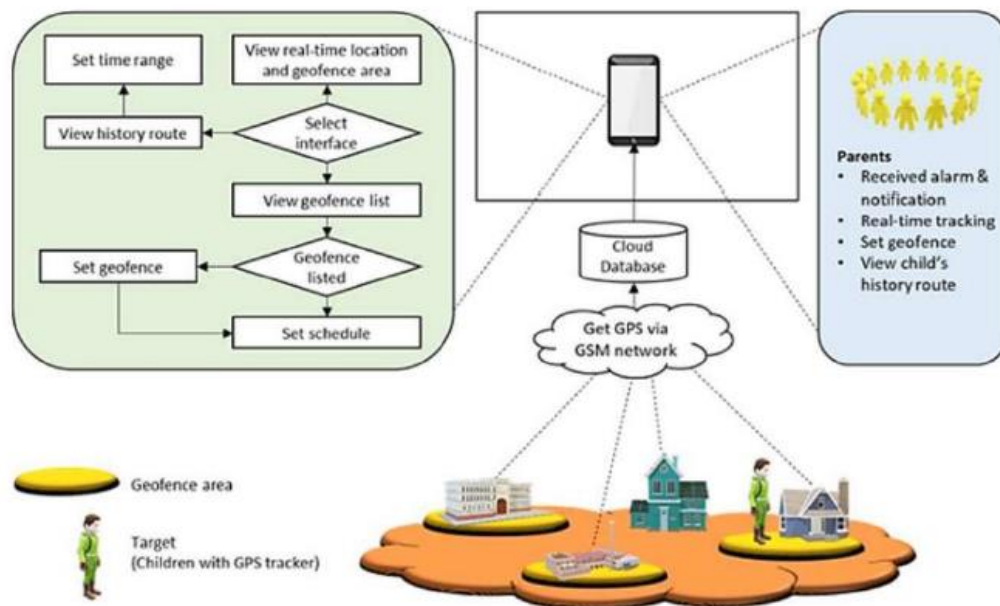 Set time range
View real-time location
and geofence area
View history route
Select
interface
View geofence list
Set geofence
Geofence
listed
Set schedule
Cloud
Database
Get GPS via
GSM network
Parents
• Received alarm &
notification
• Real-time tracking
• Set geofence
• View child's
history route
Geofence area
Target
(Children with GPS tracker)